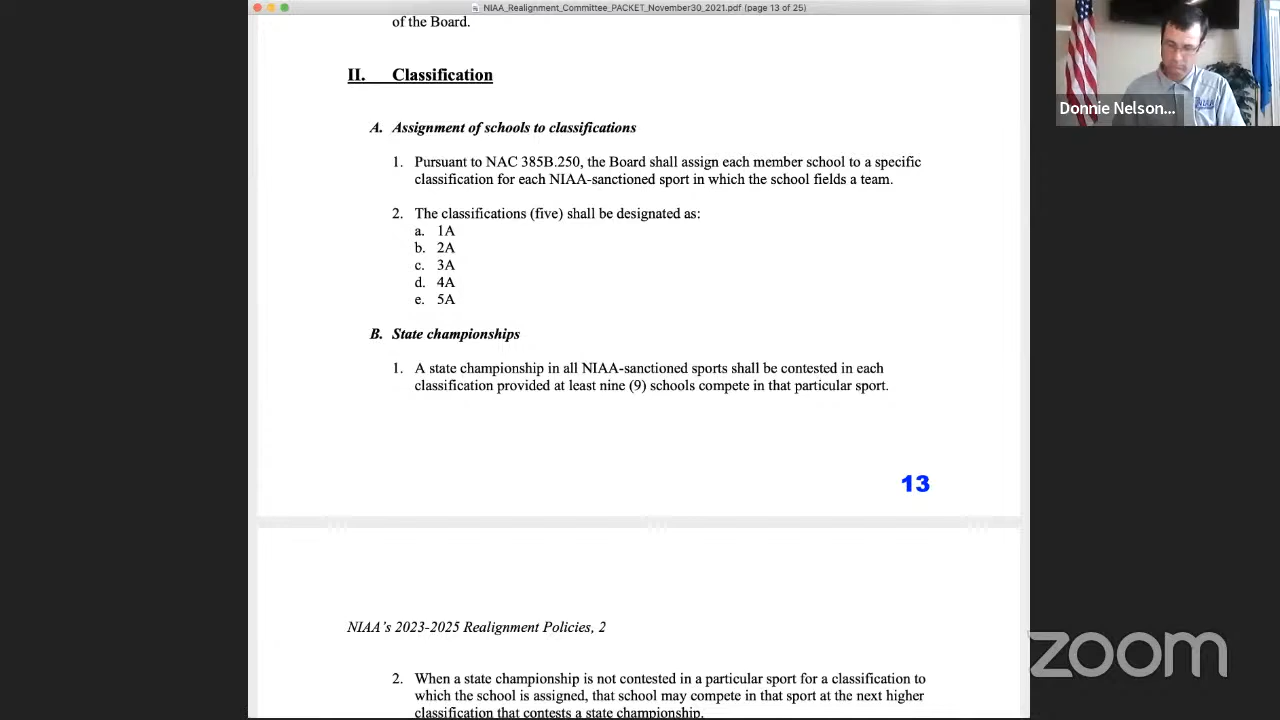 NIAA_Realignment_Committee_PACKET_November30_2021.pdf (page 13 of 25)
of the Board.
II. Classification
A. Assignment of schools to classifications
1. Pursuant to NAC 385B.250, the Board shall assign each member school to a specific
classification for each NIAA-sanctioned sport in which the school fields a team.
2. The classifications (five) shall be designated as:
a. 1A
b. 2A
c. 3A
d. 4A
e. 5A
B. State championships
1. A state championship in all NIAA-sanctioned sports shall be contested in each
classification provided at least nine (9) schools compete in that particular sport.
13
NIAA's 2023-2025 Realignment Policies, 2
2. When a state championship is not contested in a particular sport for a classification to
which the school is assigned, that school may compete in that sport at the next higher
classification that contests a state championship.
Donnie Nelson...
zoom